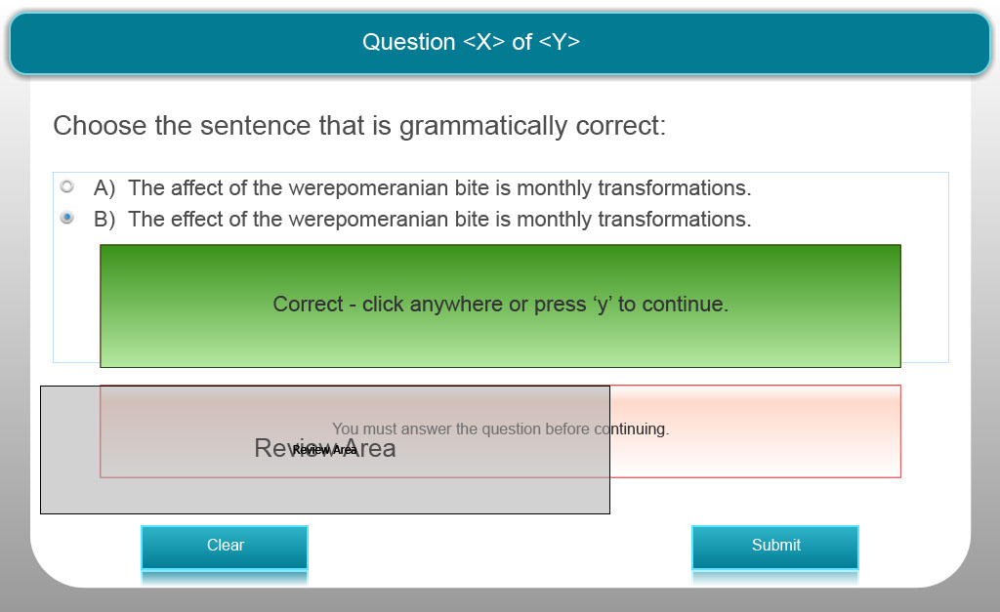 Question <X> of <Y>
Choose the sentence that is grammatically correct:
A) The affect of the werepomeranian bite is monthly transformations.
B) The effect of the werepomeranian bite is monthly transformations.
Correct - click anywhere or press ‘y’ to continue.
You must answer the question before continuing.
Review Area
Review Area
Clear
Submit